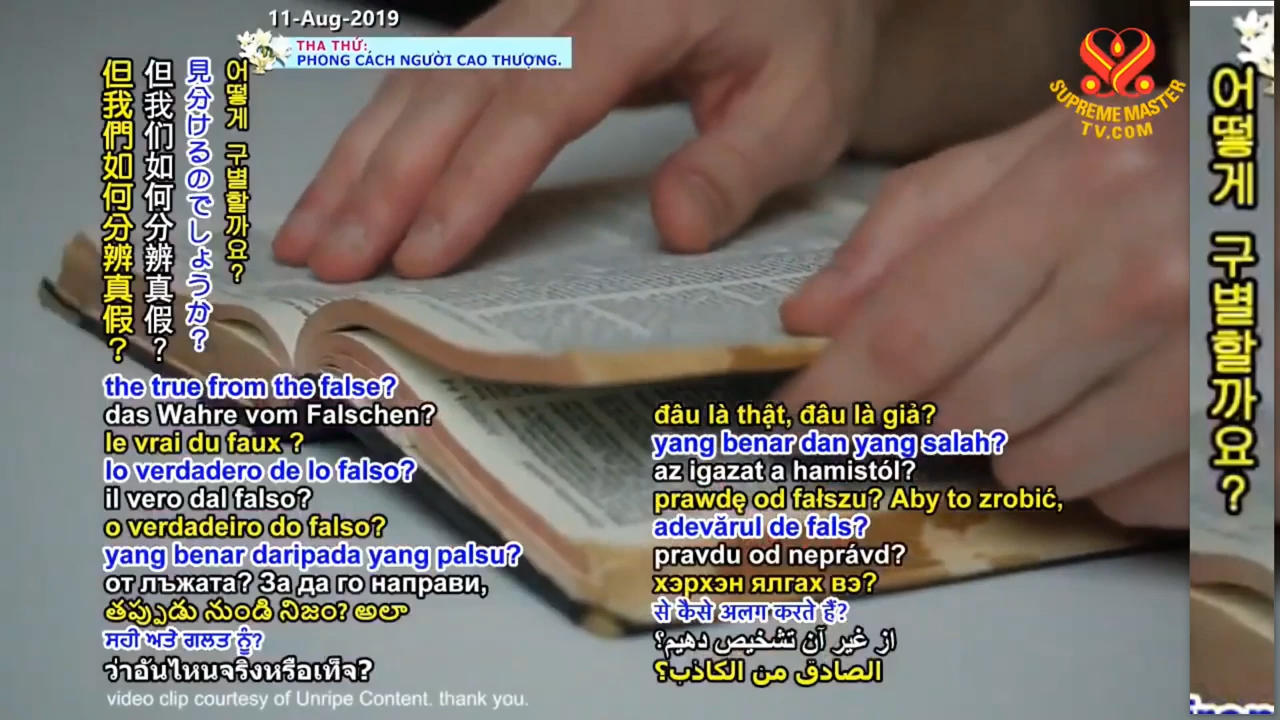 11-Aug-2019
THA THỨ:
PHONG CÁCH NGƯỜI CAO THƯỢNG.
SUPREME MASTER
TV.COM
어떻게 구별할까요?
見分けるのでしょうか?
但我们如何分辨真假?
但我們如何分辨真假?
the true from the false?
das Wahre vom Falschen?
le vrai du faux ?
lo verdadero de lo falso?
il vero dal falso?
o verdadeiro do falso?
yang benar daripada yang palsu?
от лъжата? За да го направи,
తప్పుడు నుండి నిజం? అలా
ਸਹੀ ਅਤੇ ਗਲਤ ਨੂੰ?
ว่าอันไหนจริงหรือเท็จ?
video clip courtesy of Unripe Content. thank you.
đâu là thật, đâu là giả?
yang benar dan yang salah?
az igazat a hamistól?
prawdę od fałszu? Aby to zrobić,
adevărul de fals?
pravdu od neprávd?
хэрхэн ялгах вэ?
से कैसे अलग करते हैं?
از غیر آن تشخیص دهیم؟
الصادق من الكاذب؟
어떻게 구별할까요?